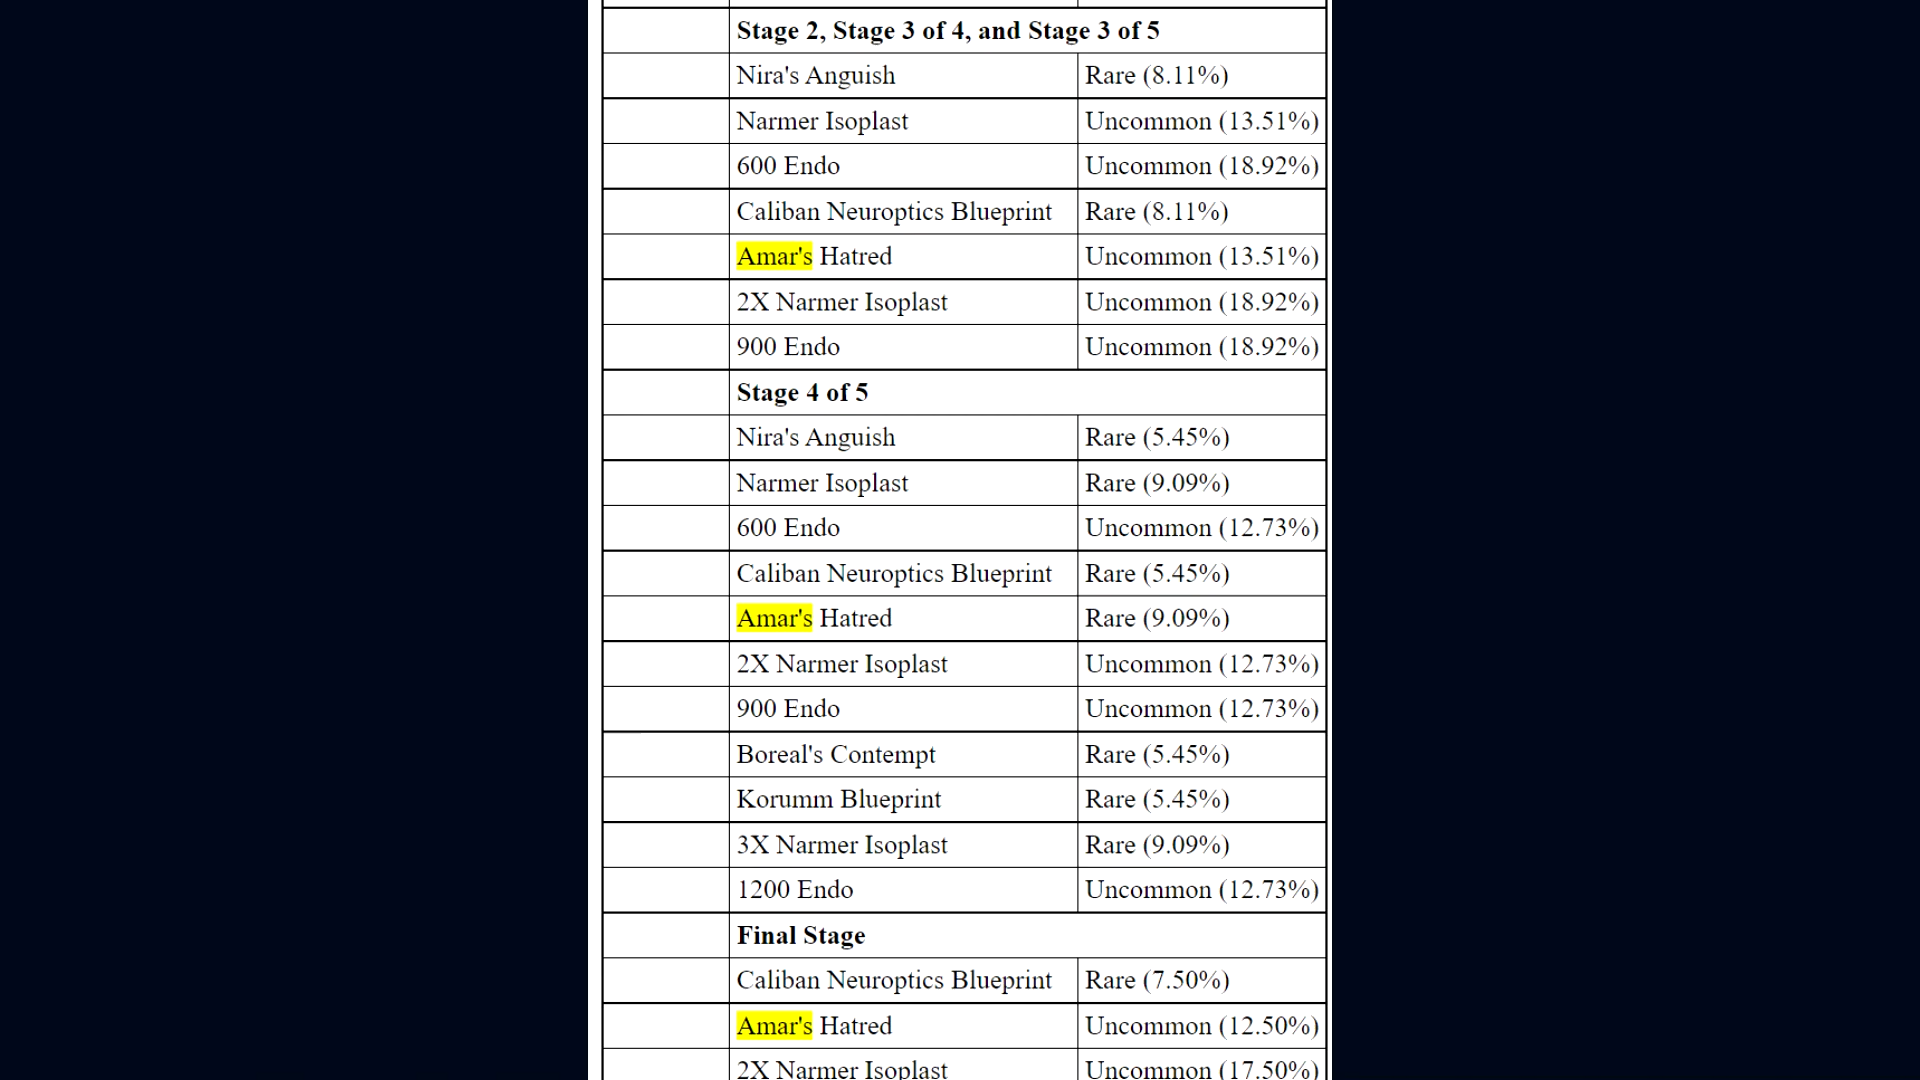 Stage 2, Stage 3 of 4, and Stage 3 of 5
Nira's Anguish Rare (8.11%)
Narmer Isoplast Uncommon (13.51%)
600 Endo Uncommon (18.92%)
Caliban Neuroptics Blueprint Rare (8.11%)
Amar's Hatred Uncommon (13.51%)
2X Narmer Isoplast Uncommon (18.92%)
900 Endo Uncommon (18.92%)
Stage 4 of 5
Nira's Anguish Rare (5.45%)
Narmer Isoplast Rare (9.09%)
600 Endo Uncommon (12.73%)
Caliban Neuroptics Blueprint Rare (5.45%)
Amar's Hatred Rare (9.09%)
2X Narmer Isoplast Uncommon (12.73%)
900 Endo Uncommon (12.73%)
Boreal's Contempt Rare (5.45%)
Korumm Blueprint Rare (5.45%)
3X Narmer Isoplast Rare (9.09%)
1200 Endo Uncommon (12.73%)
Final Stage
Caliban Neuroptics Blueprint Rare (7.50%)
Amar's Hatred Uncommon (12.50%)
2X Narmer Isoplast Uncommon (17.50%)